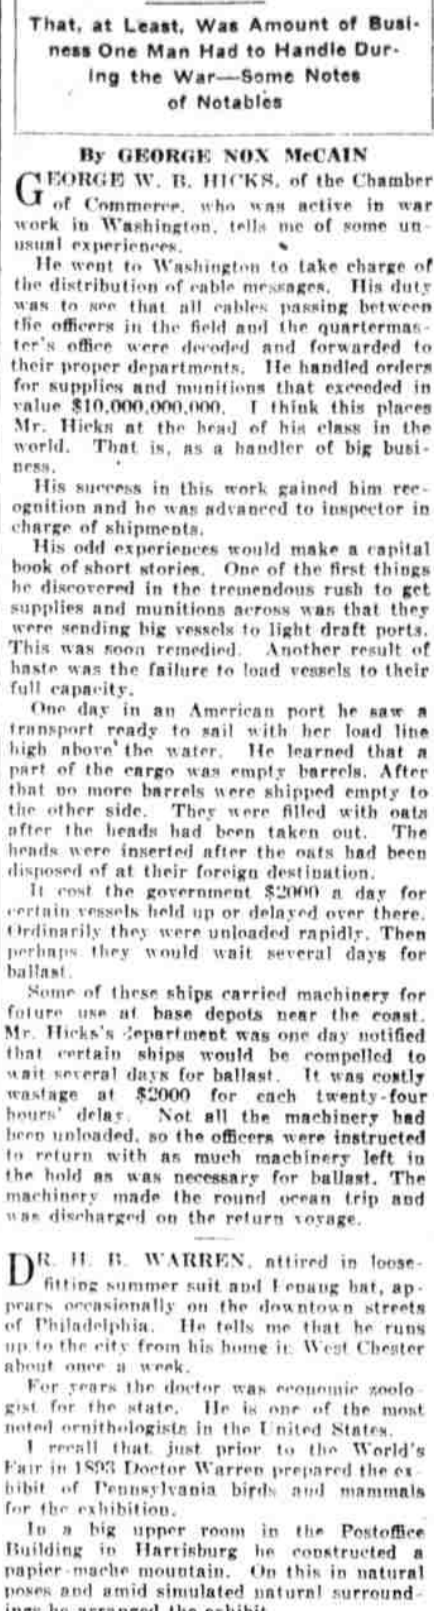 That, at Least, Was Amount of Busi-
ness One Man Had to Handle Dur-
ing the War—Some Notes
of Notables
By GEORGE NOX McCAIN
GEORGE W. B. HICKS, of the Chamber
of Commerce, who was active in war
work in Washington, tells me of some un-
usual experiences.
He went to Washington to take charge of
the distribution of cable messages. His duty
was to see that all cables passing between
the officers in the field and the quartermas-
ter's office were decoded and forwarded to
their proper departments. He handled orders
for supplies and munitions that exceeded in
value $10,000,000,000. I think this places
Mr. Hicks at the head of his class in the
world. That is, as a handler of big busi-
ness.
His success in this work gained him rec-
ognition and he was advanced to inspector in
charge of shipments.
His odd experiences would make a capital
book of short stories. One of the first things
he discovered in the tremendous rush to get
supplies and munitions across was that they
were sending big vessels to light draft ports.
This was soon remedied. Another result of
haste was the failure to load vessels to their
full capacity.
One day in an American port he saw a
transport ready to sail with her load line
high above the water. He learned that a
part of the cargo was empty barrels. After
that no more barrels were shipped empty to
the other side. They were filled with oats
after the heads had been taken out. The
heads were inserted after the oats had been
disposed of at their foreign destination.
It cost the government $2000 a day for
certain vessels held up or delayed over there.
Ordinarily they were unloaded rapidly. Then
perhaps they would wait several days for
ballast.
Some of these ships carried machinery for
future use at base depots near the coast.
Mr. Hicks's department was one day notified
that certain ships would be compelled to
wait several days for ballast. It was costly
wastage at $2000 for each twenty-four
hours' delay. Not all the machinery had
been unloaded, so the officers were instructed
to return with as much machinery left in
the hold as was necessary for ballast. The
machinery made the round ocean trip and
was discharged on the return voyage.
DR. H. B. WARREN, attired in loose-
fitting summer suit and Penang hat, ap-
pears occasionally on the downtown streets
of Philadelphia. He tells me that he runs
up to the city from his home in West Chester
about once a week.
For years the doctor was economic zoolo-
gist for the state. He is one of the most
noted ornithologists in the United States.
I recall that just prior to the World's
Fair in 1893 Doctor Warren prepared the ex-
hibit of Pennsylvania birds and mammals
for the exhibition.
In a big upper room in the Postoffice
Building in Harrisburg he constructed a
papier-mache mountain. On this in natural
poses and amid simulated natural surround-
ings he arranged the exhibit.